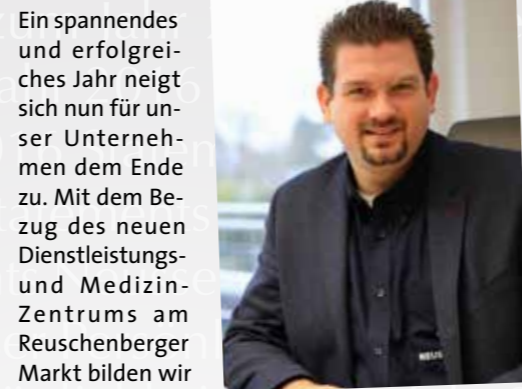 Ein spannendes
und erfolgrei-
ches Jahr neigt
sich nun für un-
ser Unterneh-
men dem Ende
zu. Mit dem Be-
zug des neuen
Dienstleistungs-
und Medizin-
Zentrums am
Reuschenberger
Markt bilden wir